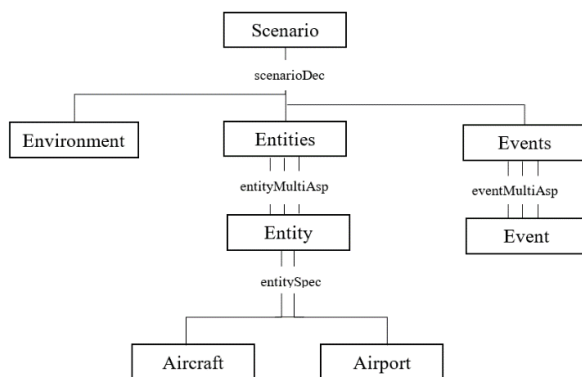 Scenario
scenarioDec
Environment
Entities
Events
entityMultiAsp
eventMultiAsp
Entity
Event
entitySpec
Aircraft
Airport